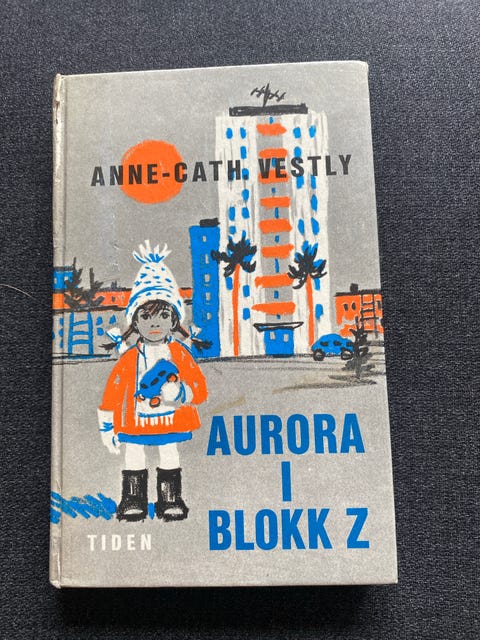 ANNE-CATH. VESTLY
AURORA
I
BLOKK Z
TIDEN